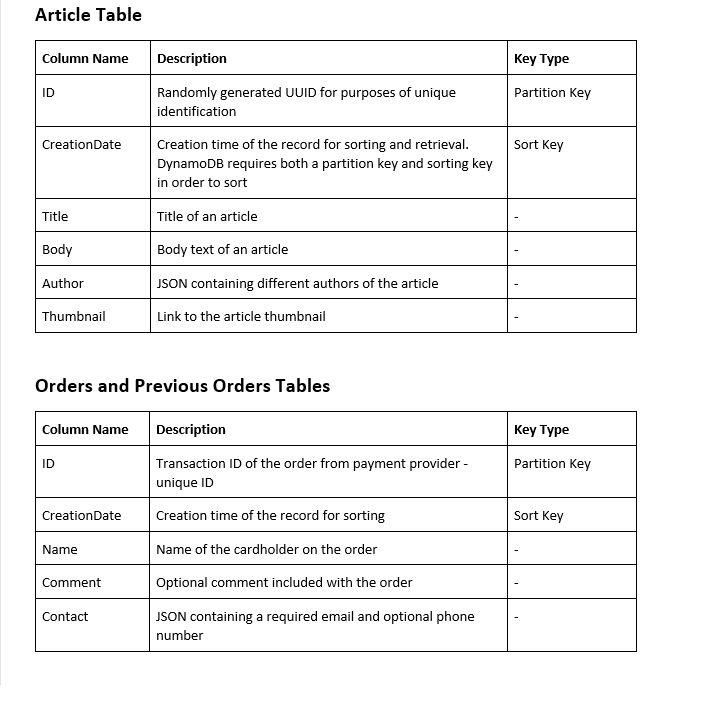 Article Table
Column Name Description Key Type
ID Randomly generated UUID for purposes of unique Partition Key
identification
CreationDate Creation time of the record for sorting and retrieval. Sort Key
DynamoDB requires both a partition key and sorting key
in order to sort
Title Title of an article -
Body Body text of an article -
Author JSON containing different authors of the article -
Thumbnail Link to the article thumbnail -
Orders and Previous Orders Tables
Column Name Description Key Type
ID Transaction ID of the order from payment provider - Partition Key
unique ID
CreationDate Creation time of the record for sorting Sort Key
Name Name of the cardholder on the order -
Comment Optional comment included with the order -
Contact JSON containing a required email and optional phone -
number